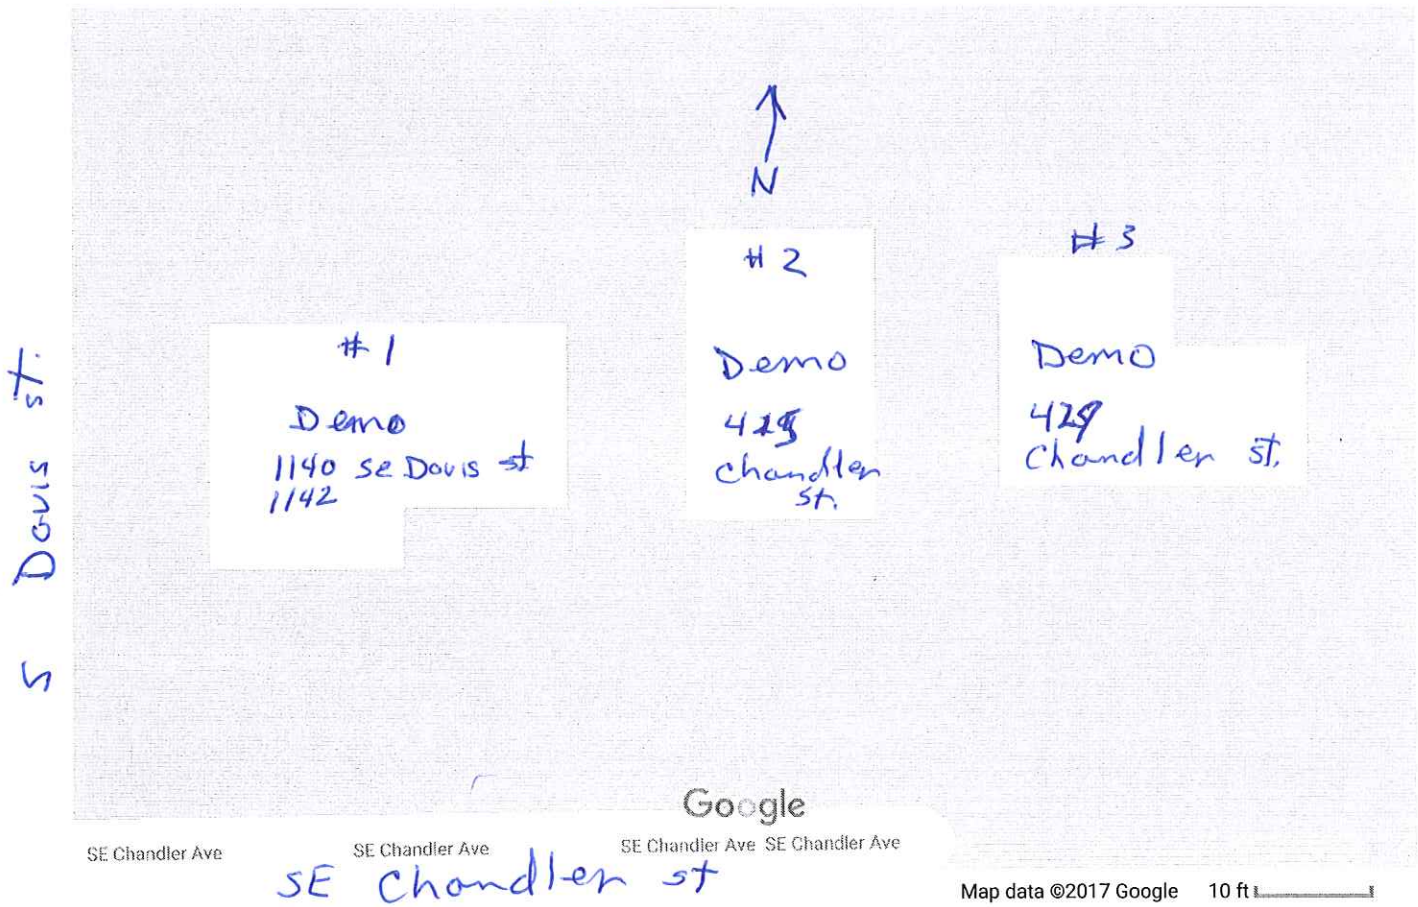 N
# 1
Demo
1140 SE Davis st
1142
# 2
Demo
Chandler
st.
# 3
Demo
Chandler st.
S Davis st.
Google
SE Chandler Ave
SE Chandler Ave
SE Chandler Ave SE Chandler Ave
SE Chandler st
Map data ©2017 Google 10 ft